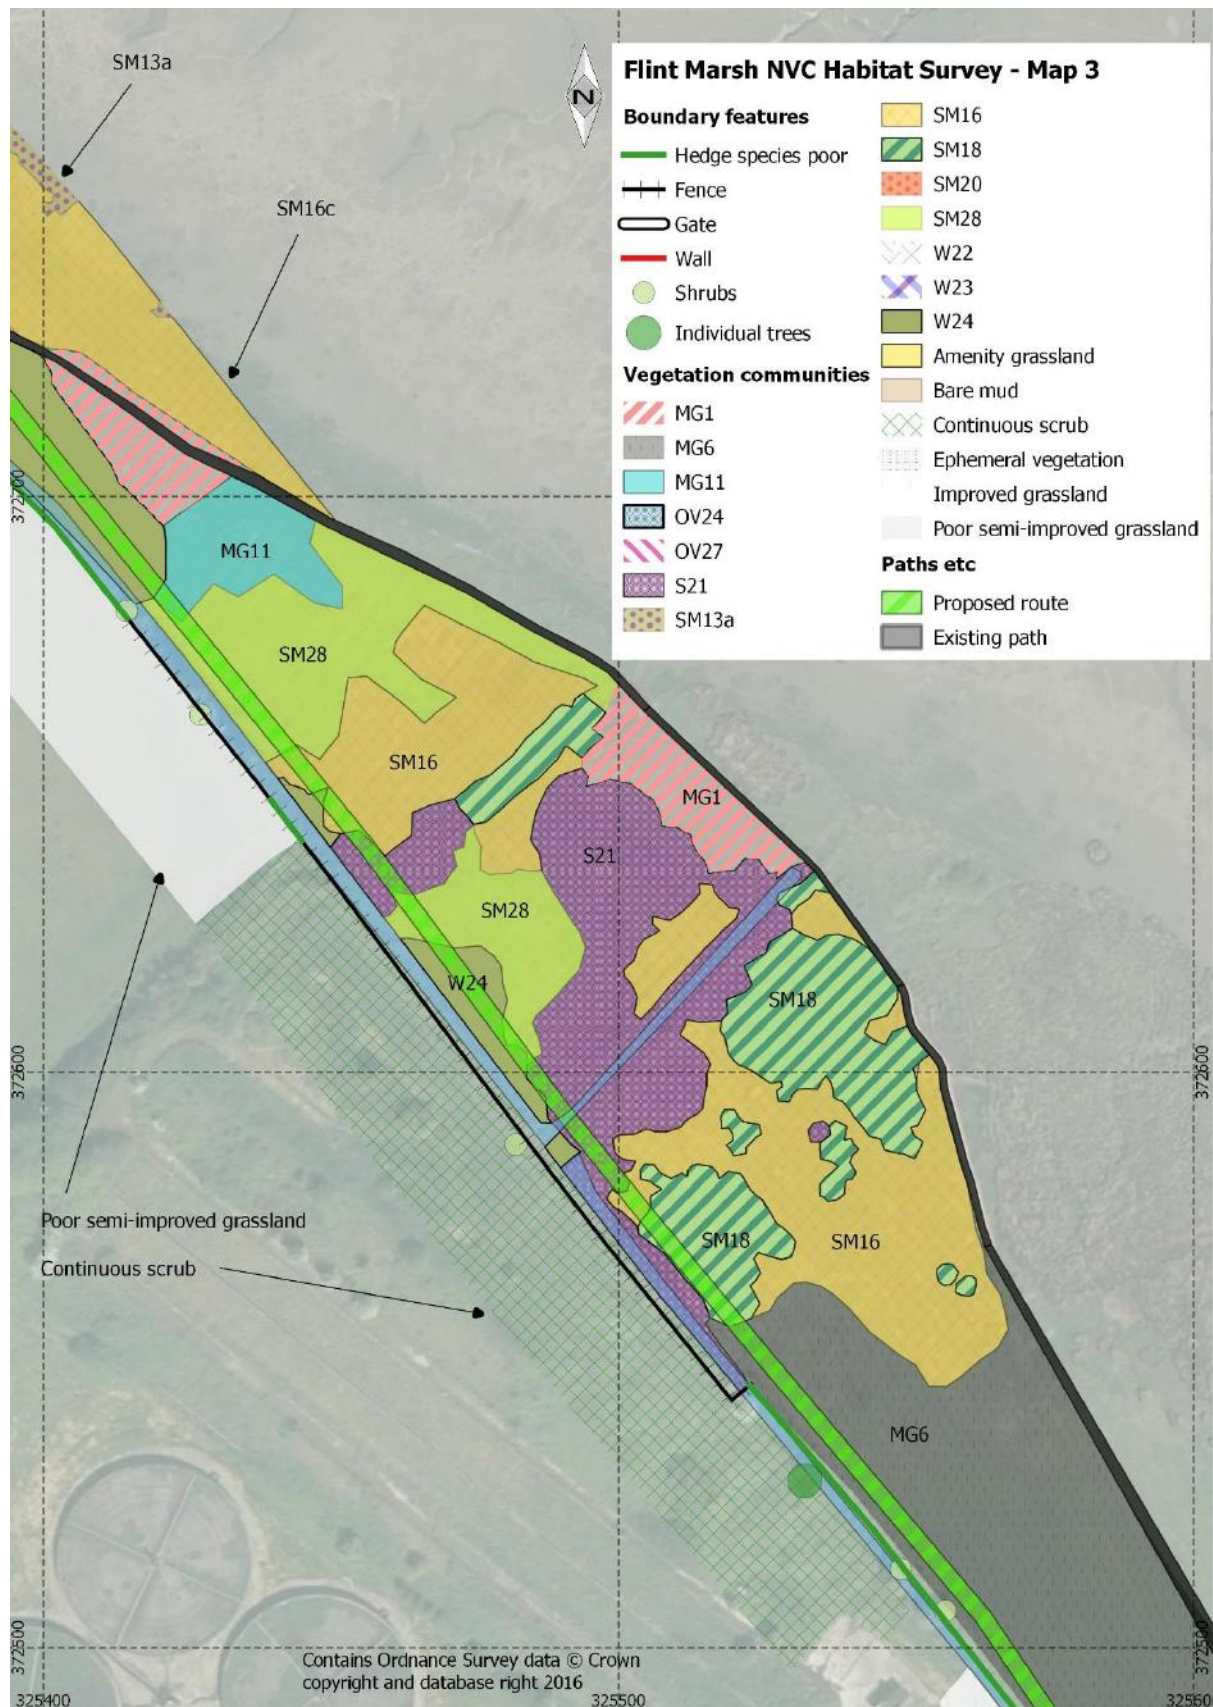 SM13a
SM16c
N
Flint Marsh NVC Habitat Survey - Map 3
Boundary features
Hedge species poor
Fence
Gate
Wall
Shrubs
Individual trees
Vegetation communities
MG1
MG6
MG11
OV24
OV27
S21
SM13a
SM16
SM18
SM20
SM28
W22
W23
W24
Amenity grassland
Bare mud
Continuous scrub
Ephemeral vegetation
Improved grassland
Poor semi-improved grassland
Paths etc
Proposed route
Existing path
372700
MG11
SM28
SM16
MG1
S21
SM28
W24
SM18
372600
372600
SM18
SM16
Poor semi-improved grassland
Continuous scrub
MG6
372500
372500
Contains Ordnance Survey data © Crown
copyright and database right 2016
325400
325500
32560